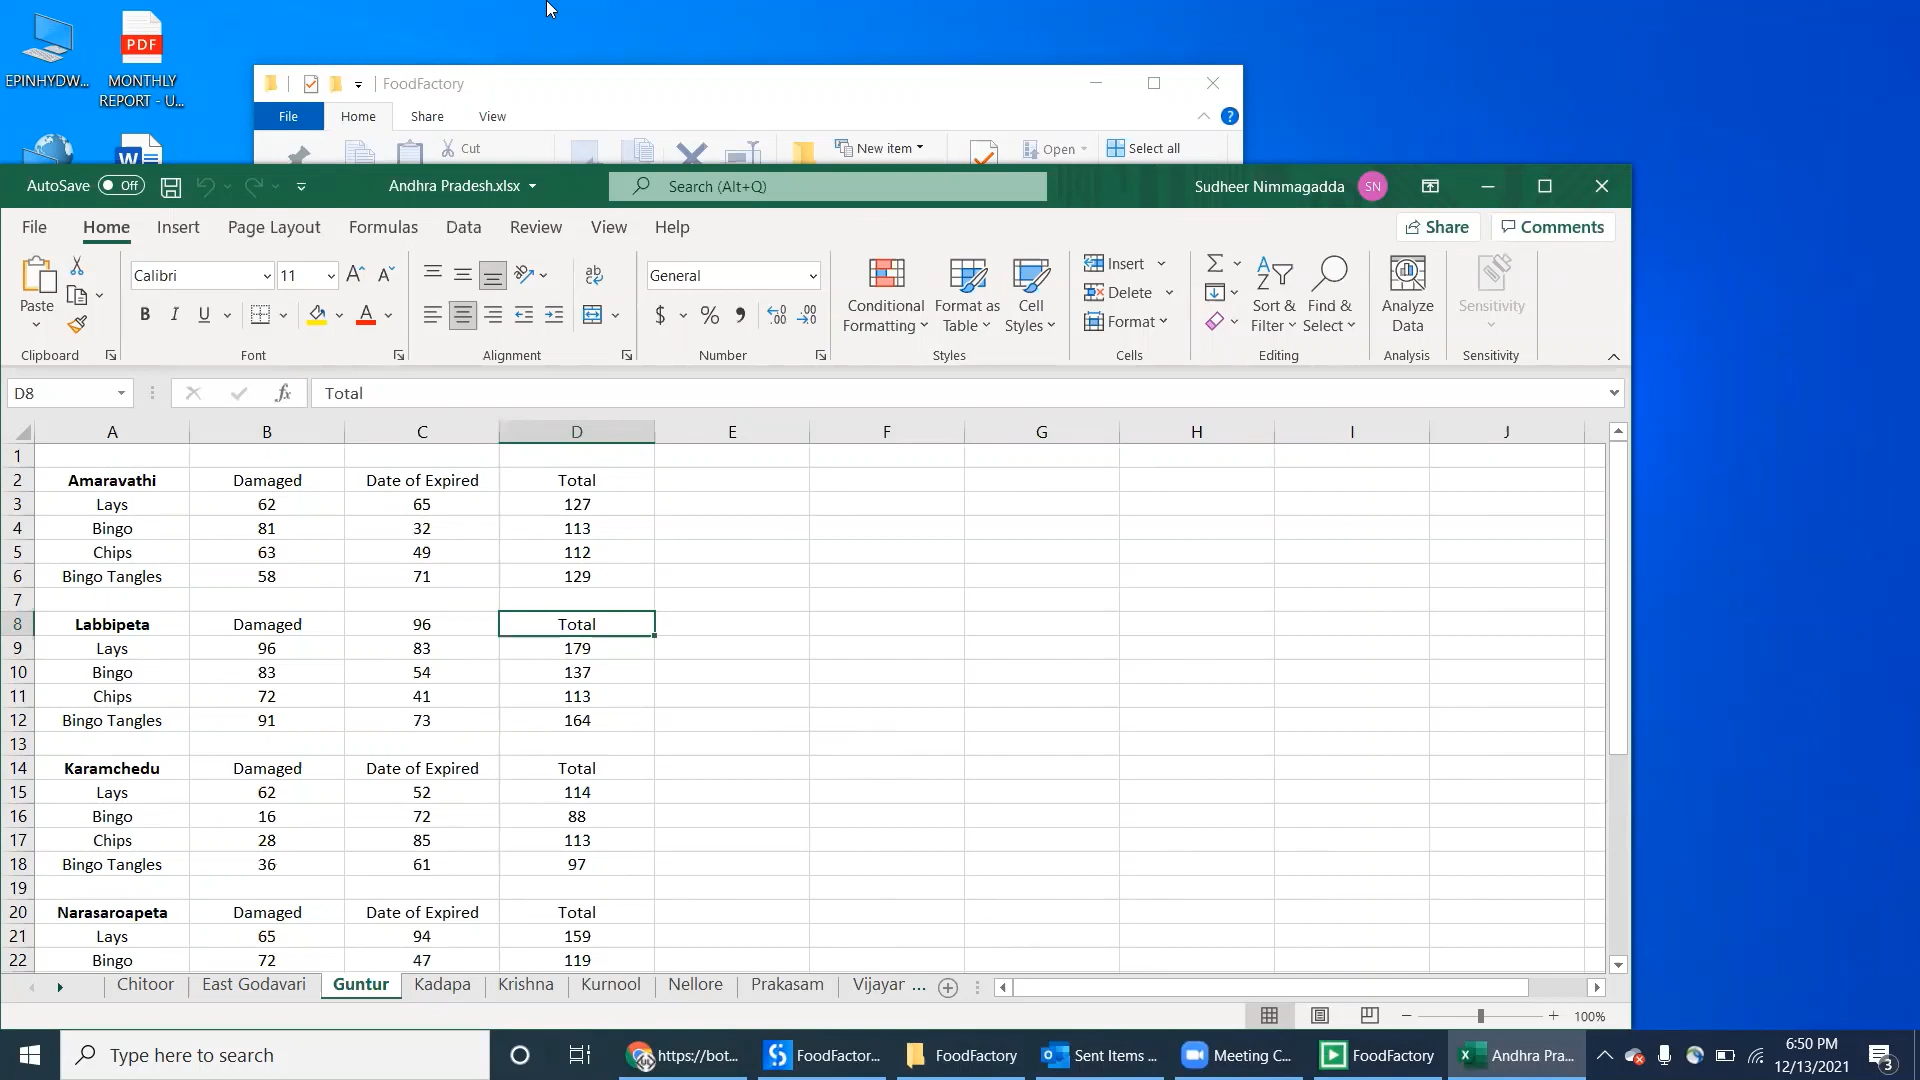 EPINHYDW...
PDF
MONTHLY
REPORT - U...
W
FoodFactory
File
Home
Share
View
Cut
New item
Open
Select all
AutoSave
Off
Andhra Pradesh.xlsx
Search (Alt+Q)
Sudheer Nimmagadda
SN
File
Home
Insert
Page Layout
Formulas
Data
Review
View
Help
Share
Comments
Paste
Calibri
11
B
I
U
General
Conditional
Formatting
Format as
Table
Cell
Styles
Insert
Delete
Format
Sort &
Filter
Find &
Select
Analyze
Data
Sensitivity
Clipboard
Font
Alignment
Number
Styles
Cells
Editing
Analysis
Sensitivity
D8
fx
Total
A B C D E F G H I J
1
2 Amaravathi Damaged Date of Expired Total
3 Lays 62 65 127
4 Bingo 81 32 113
5 Chips 63 49 112
6 Bingo Tangles 58 71 129
7
8 Labbipeta Damaged 96 Total
9 Lays 96 83 179
10 Bingo 83 54 137
11 Chips 72 41 113
12 Bingo Tangles 91 73 164
13
14 Karamchedu Damaged Date of Expired Total
15 Lays 62 52 114
16 Bingo 16 72 88
17 Chips 28 85 113
18 Bingo Tangles 36 61 97
19
20 Narasaroapeta Damaged Date of Expired Total
21 Lays 65 94 159
22 Bingo 72 47 119
Chitoor
East Godavari
Guntur
Kadapa
Krishna
Kurnool
Nellore
Prakasam
Vijayar ...
100%
Type here to search
https://bot...
FoodFactor...
FoodFactory
Sent Items ...
Meeting C...
FoodFactory
Andhra Pra...
6:50 PM
12/13/2021
3